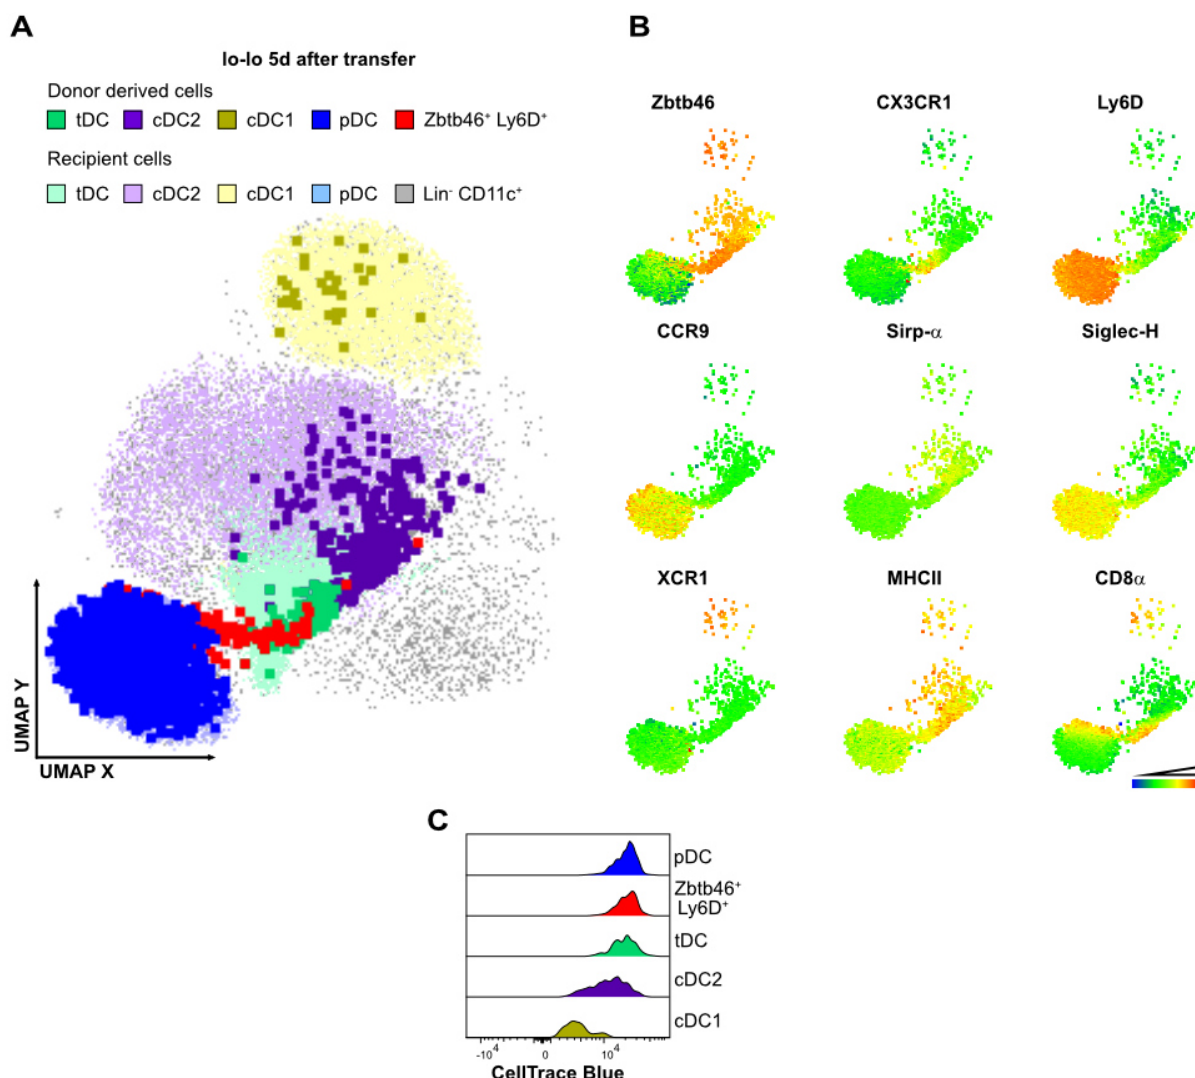 A
lo-lo 5d after transfer
Donor derived cells
tDC cDC2 cDC1 pDC Zbtb46⁺ Ly6D⁺
Recipient cells
tDC cDC2 cDC1 pDC Lin⁻ CD11c⁺
UMAP Y
UMAP X
B
Zbtb46 CX3CR1 Ly6D
CCR9 Sirp-α Siglec-H
XCR1 MHCII CD8α
C
pDC
Zbtb46⁺
Ly6D⁺
tDC
cDC2
cDC1
-10⁴ 0 10⁴
CellTrace Blue